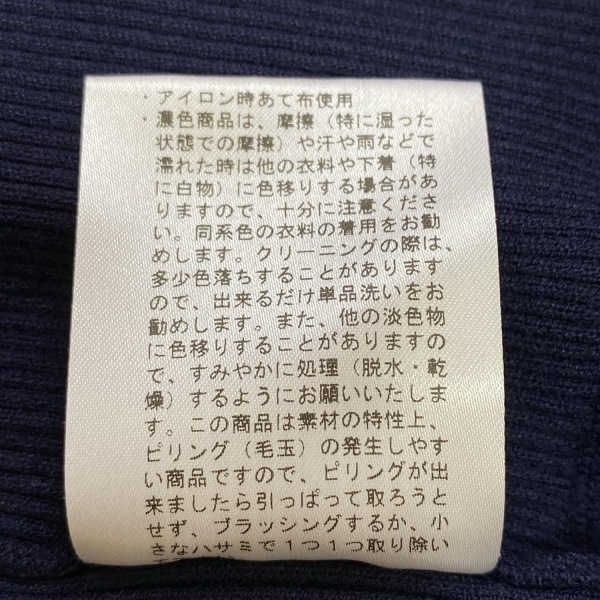 ・アイロン時あて布使用
・濃色商品は、摩擦（特に湿った
状態での摩擦）や汗や雨などで
濡れた時は他の衣料や下着（特
に白物）に色移りする場合があ
りますので、十分に注意くださ
い。同系色の衣料の着用をお勧
めします。クリーニングの際は、
多少色落ちすることがあります
ので、出来るだけ単品洗いをお
勧めします。また、他の淡色物
に色移りすることがありますの
で、すみやかに処理（脱水・乾
燥）するようにお願いいたしま
す。この商品は素材の特性上、
ピリング（毛玉）の発生しやす
い商品ですので、ピリングが出
来ましたら引っぱって取ろうと
せず、ブラッシングするか、小
さなハサミで１つ１つ取り除い